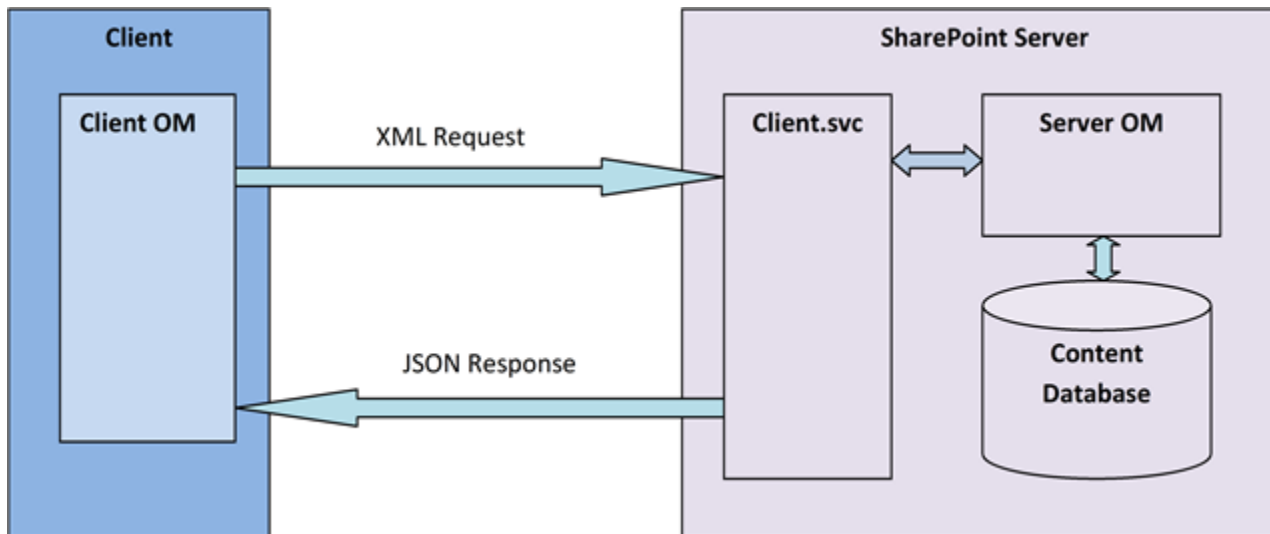 Client
SharePoint Server
Client OM
XML Request
Client.svc
Server OM
JSON Response
Content
Database